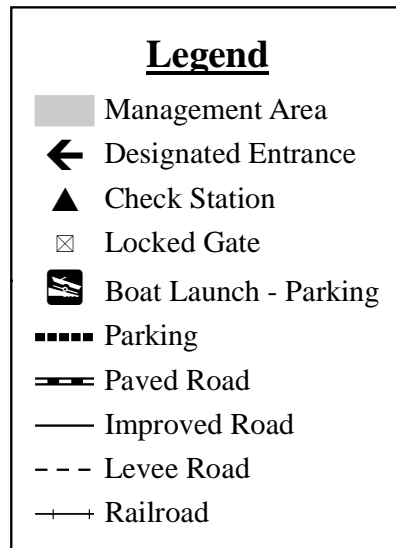 Legend
Management Area
Designated Entrance
Check Station
Locked Gate
Boat Launch - Parking
Parking
Paved Road
Improved Road
Levee Road
Railroad